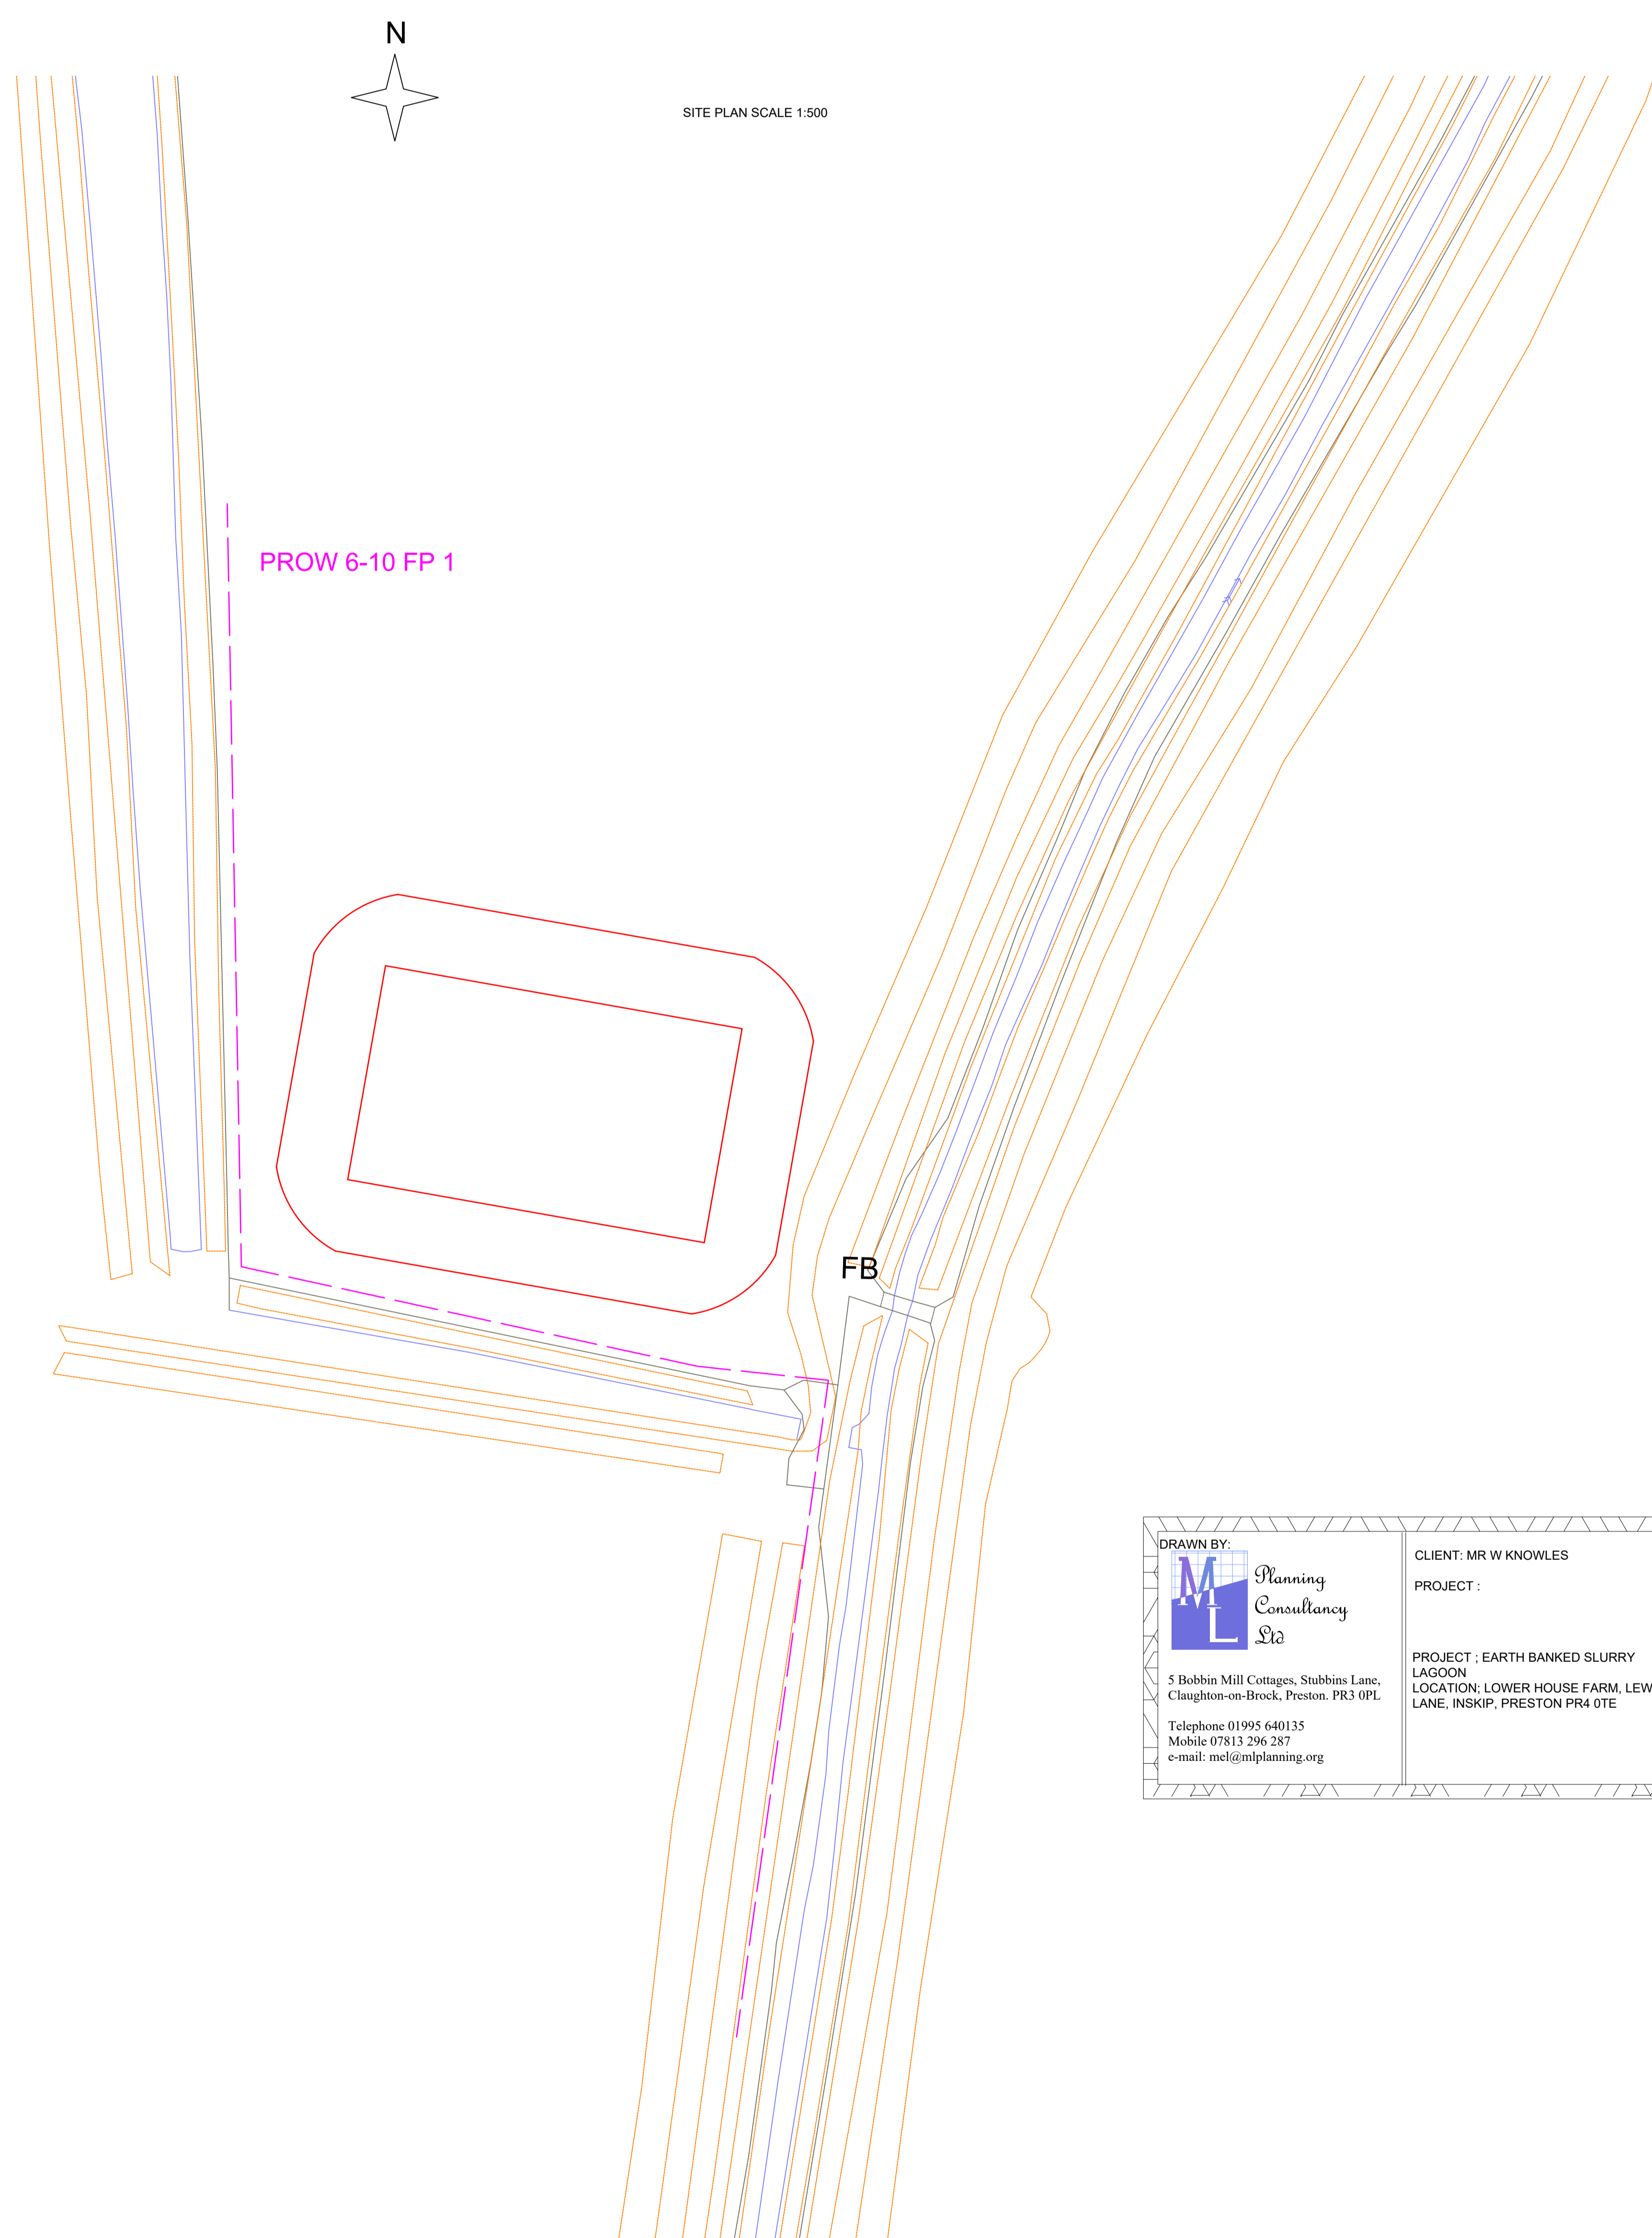 N
SITE PLAN SCALE 1:500
PROW 6-10 FP 1
FB
DRAWN BY:
ML
Planning
Consultancy
Ltd
5 Bobbin Mill Cottages, Stubbins Lane,
Claughton-on-Brock, Preston. PR3 0PL
Telephone 01995 640135
Mobile 07813 296 287
e-mail: mel@mlplanning.org
CLIENT: MR W KNOWLES
PROJECT :
PROJECT ; EARTH BANKED SLURRY
LAGOON
LOCATION; LOWER HOUSE FARM, LEW
LANE, INSKIP, PRESTON PR4 0TE